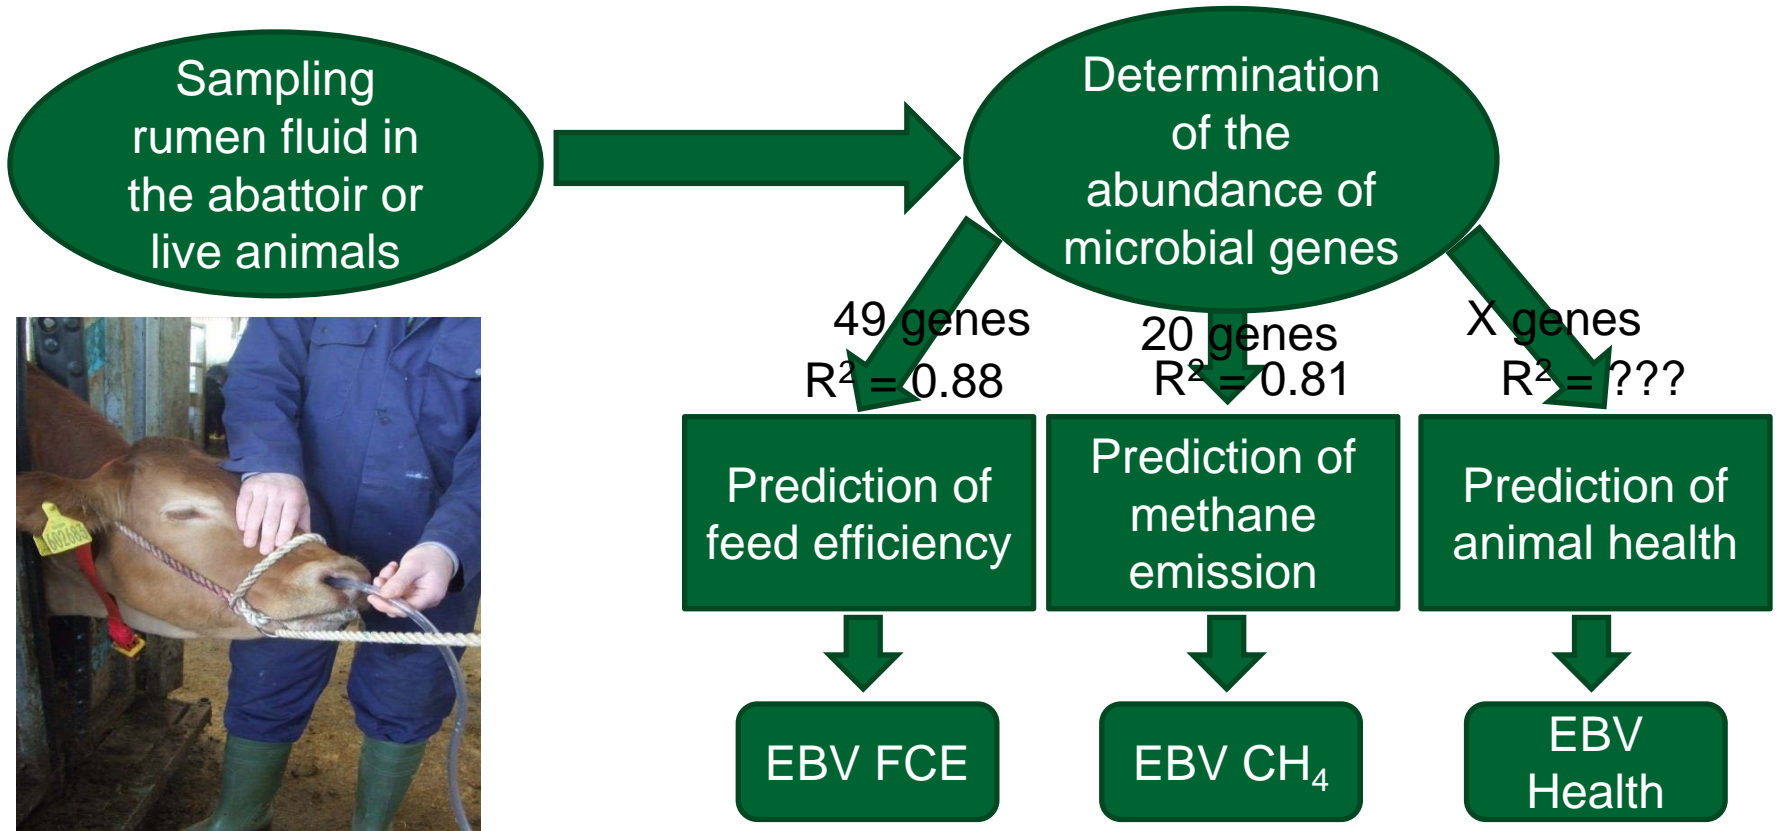 Sampling
rumen fluid in
the abattoir or
live animals
Determination
of the
abundance of
microbial genes
49 genes
R² = 0.88
20 genes
R² = 0.81
X genes
R² = ???
Prediction of
feed efficiency
Prediction of
methane
emission
Prediction of
animal health
EBV FCE
EBV CH₄
EBV
Health